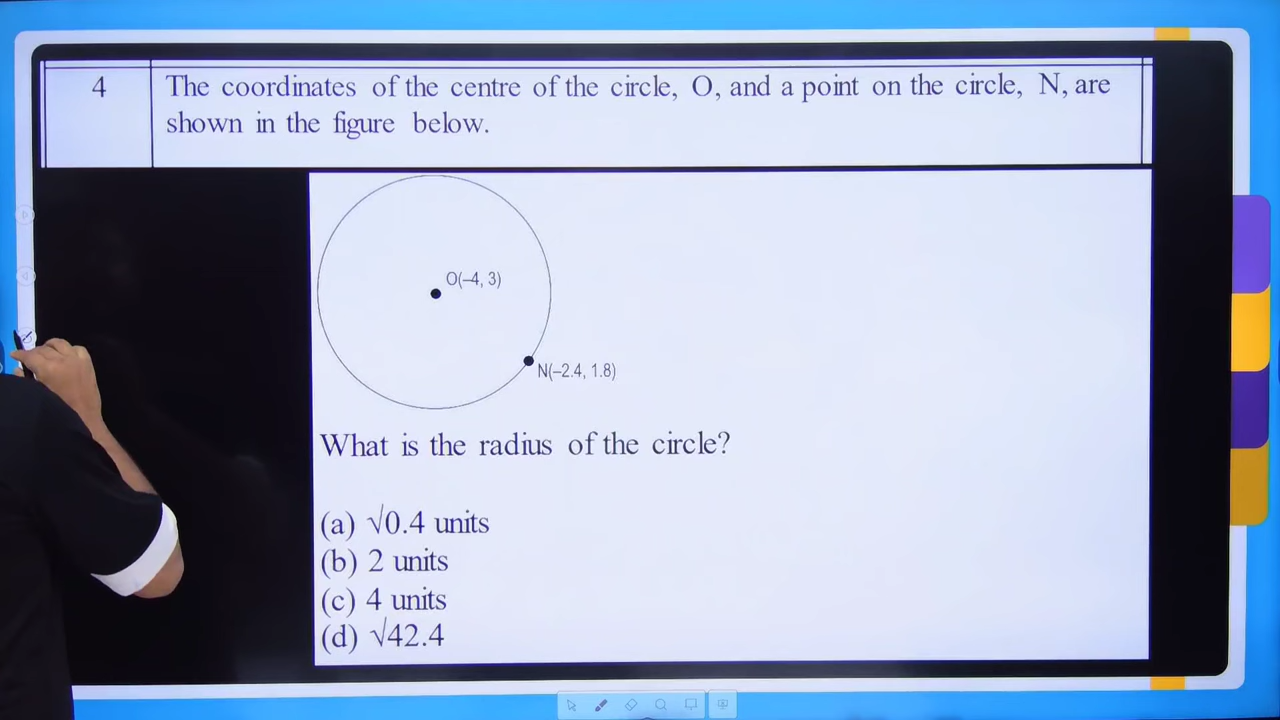 4
The coordinates of the centre of the circle, O, and a point on the circle, N, are
shown in the figure below.
O(–4, 3)
N(–2.4, 1.8)
What is the radius of the circle?
(a) √0.4 units
(b) 2 units
(c) 4 units
(d) √42.4